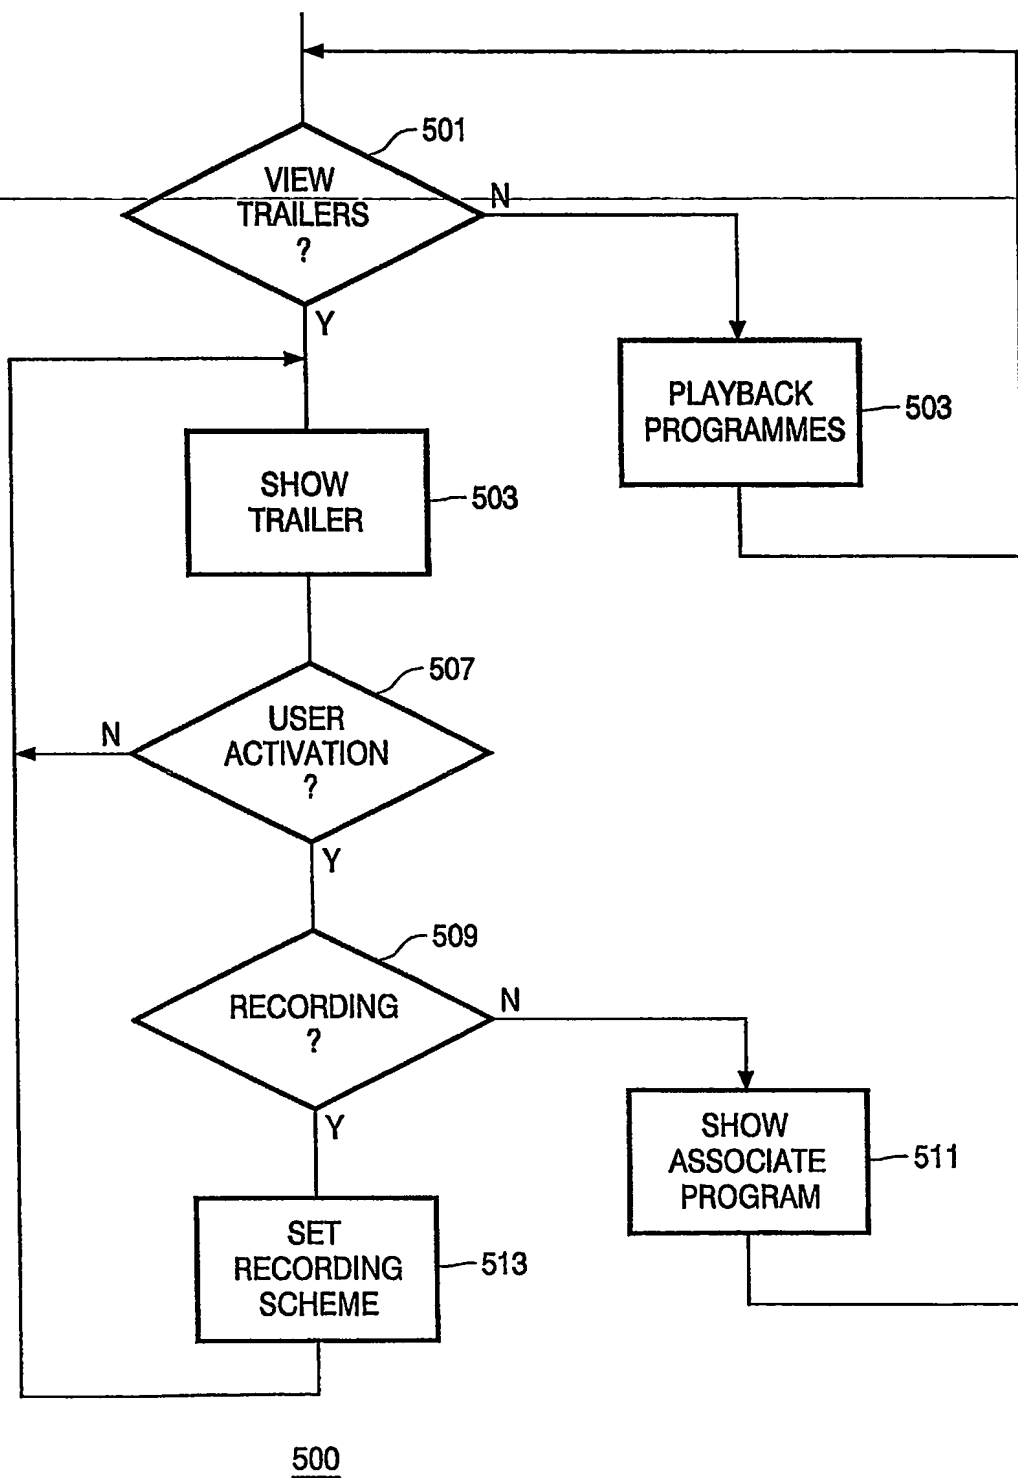 501
VIEW
TRAILERS
?
N
Y
PLAYBACK
PROGRAMMES
503
SHOW
TRAILER
503
507
USER
ACTIVATION
?
N
Y
509
RECORDING
?
N
Y
SHOW
ASSOCIATE
PROGRAM
511
SET
RECORDING
SCHEME
513
500